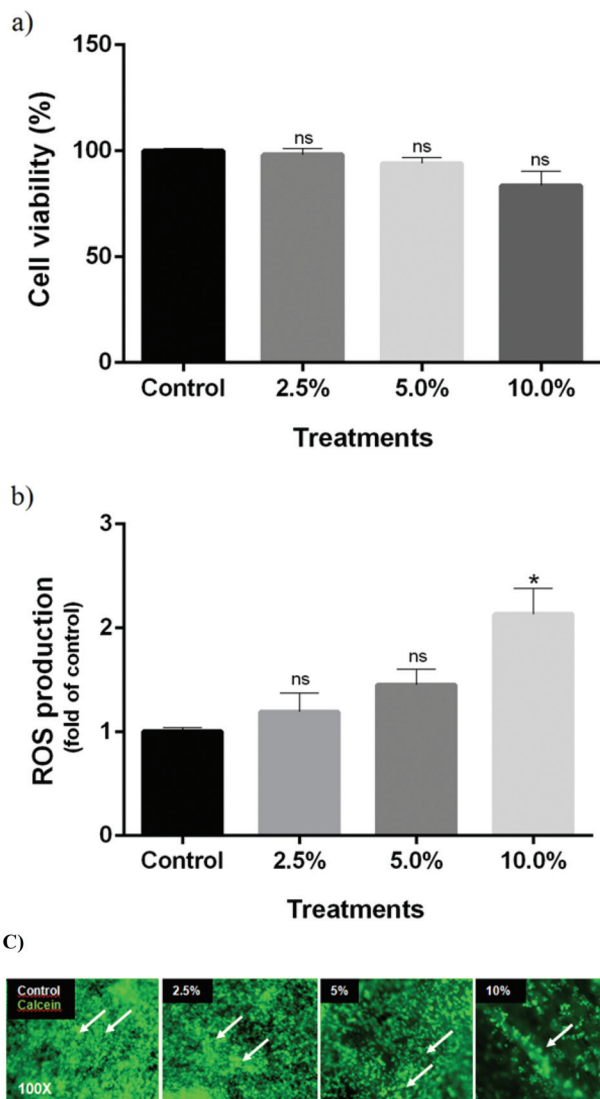 a)
150
100
50
0
Cell viability (%)
ns
ns
ns
Control 2.5% 5.0% 10.0%
Treatments
b)
3
2
1
0
ROS production
(fold of control)
ns
ns
*
Control 2.5% 5.0% 10.0%
Treatments
C)
Control 2.5% 5% 10%
Calcein
100X